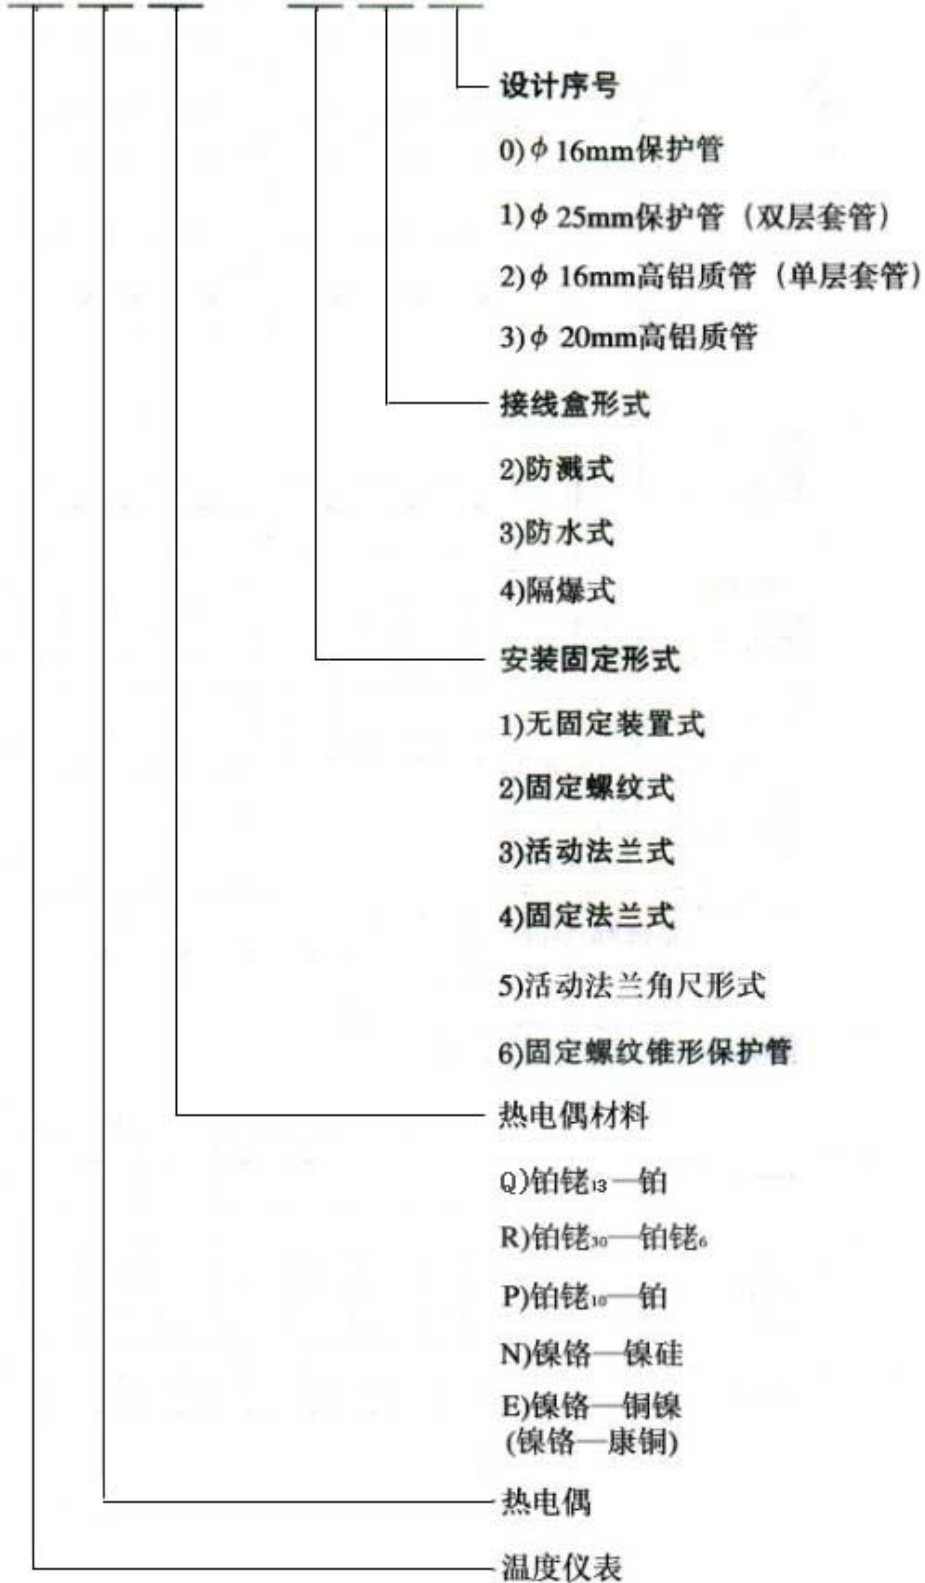 设计序号
0)ϕ 16mm保护管
1)ϕ 25mm保护管（双层套管）
2)ϕ 16mm高铝质管（单层套管）
3)ϕ 20mm高铝质管
接线盒形式
2)防溅式
3)防水式
4)隔爆式
安装固定形式
1)无固定装置式
2)固定螺纹式
3)活动法兰式
4)固定法兰式
5)活动法兰角尺形式
6)固定螺纹锥形保护管
热电偶材料
Q)铂铑₁₃—铂
R)铂铑₃₀—铂铑₆
P)铂铑₁₀—铂
N)镍铬—镍硅
E)镍铬—铜镍
(镍铬—康铜)
热电偶
温度仪表